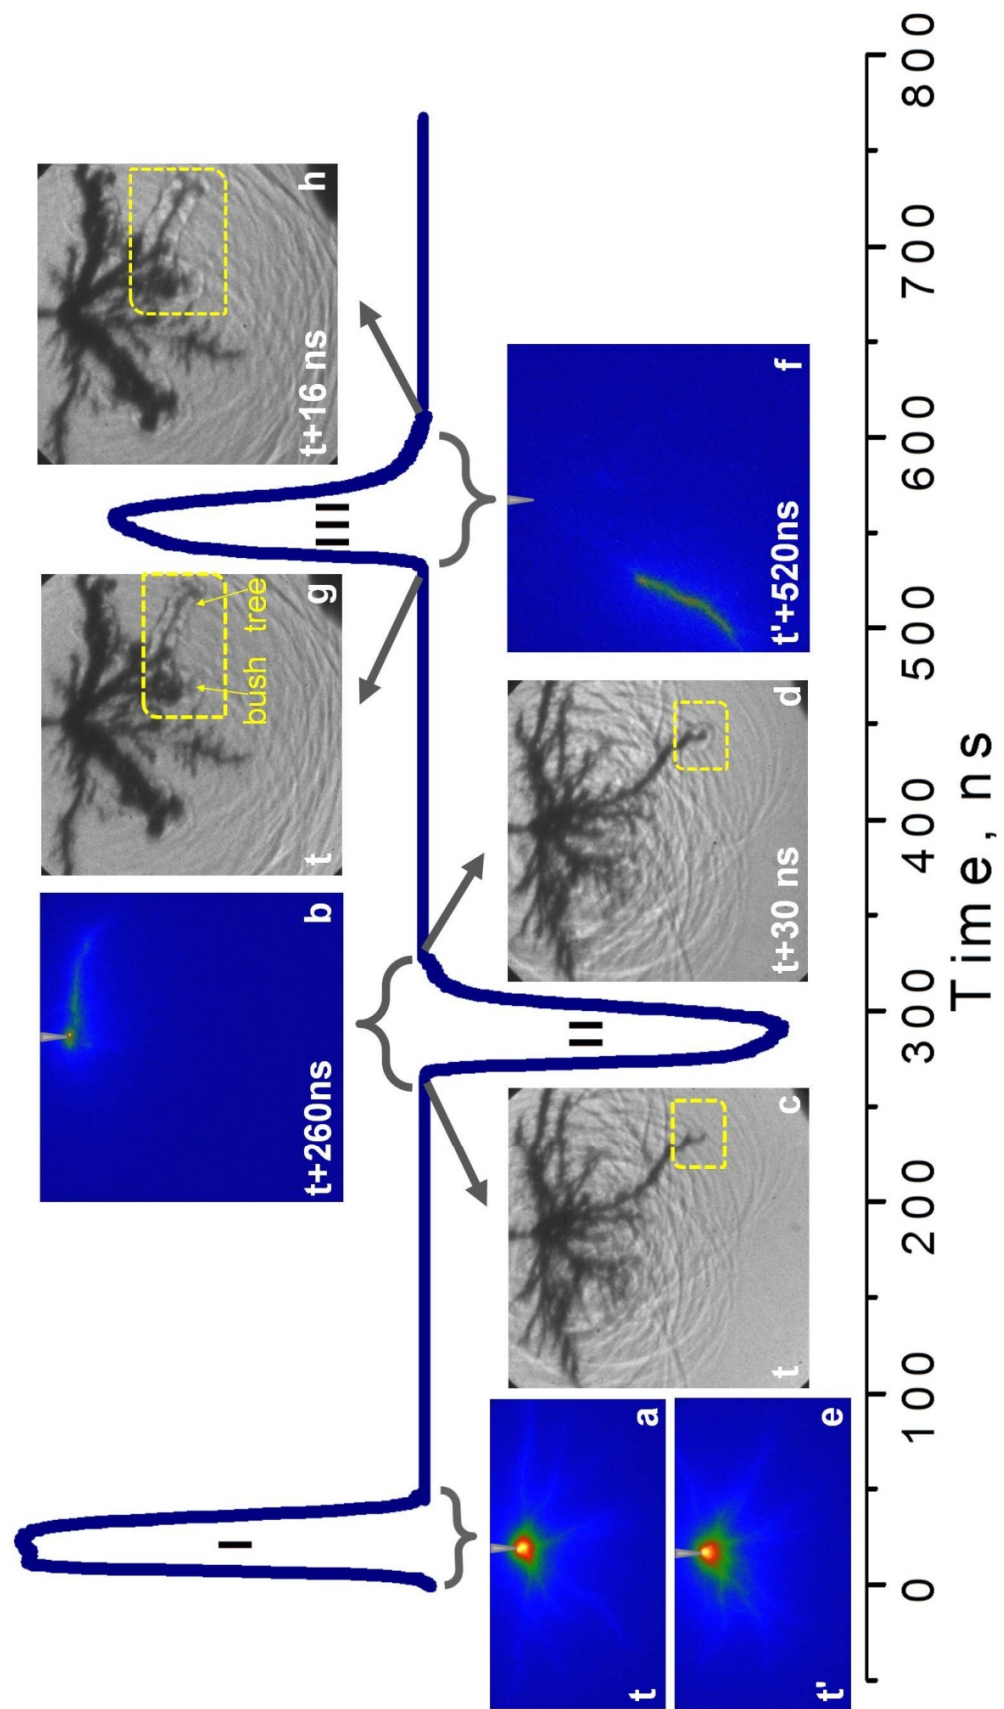 I
II
III
t
a
t'
e
t+260ns
b
t
c
t+30 ns
d
t
g
bush
tree
t+16 ns
h
t'+520ns
f
0
100
200
300
400
500
600
700
800
Time, ns